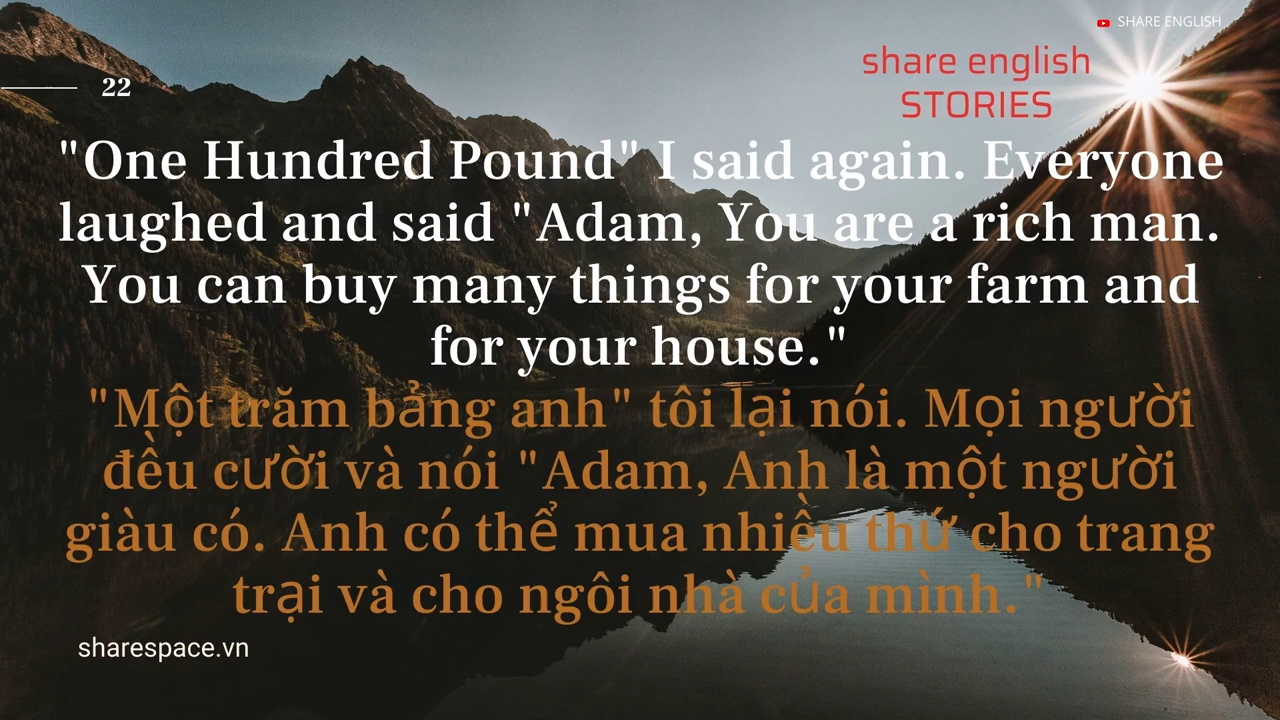 SHARE ENGLISH
share english
STORIES
22
"One Hundred Pound" I said again. Everyone
laughed and said "Adam, You are a rich man.
You can buy many things for your farm and
for your house."
"Một trăm bảng anh" tôi lại nói. Mọi người
đều cười và nói "Adam, Anh là một người
giàu có. Anh có thể mua nhiều thứ cho trang
trại và cho ngôi nhà của mình."
sharespace.vn